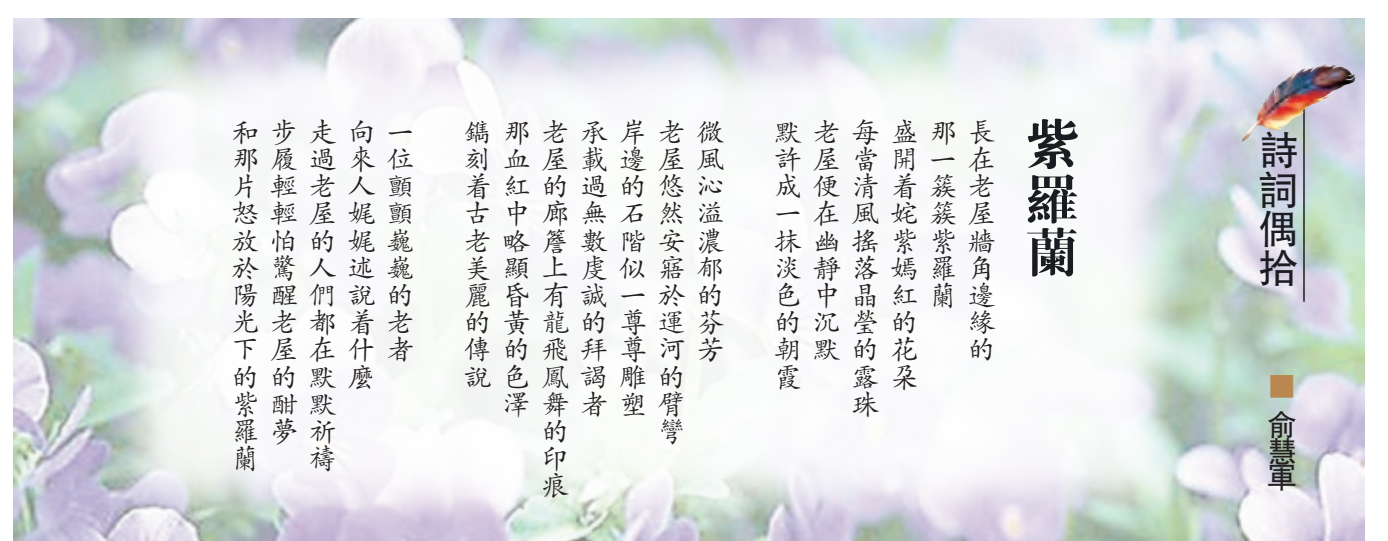 詩詞偶拾
■俞慧軍
紫羅蘭
長在老屋牆角邊緣的
那一簇簇紫羅蘭
盛開着姹紫嫣紅的花朵
每當清風搖落晶瑩的露珠
老屋便在幽靜中沉默
默許成一抹淡色的朝霞
微風沁溢濃郁的芬芳
老屋悠然安寤於運河的臂彎
岸邊的石階似一尊尊雕塑
承載過無數虔誠的拜謁者
老屋的廊簷上有龍飛鳳舞的印痕
那血紅中略顯昏黃的色澤
鐫刻着古老美麗的傳說
一位顫顫巍巍的老者
向來人娓娓述說着什麼
走過老屋的人們都在默默祈禱
步履輕輕怕驚醒老屋的酣夢
和那片怒放於陽光下的紫羅蘭